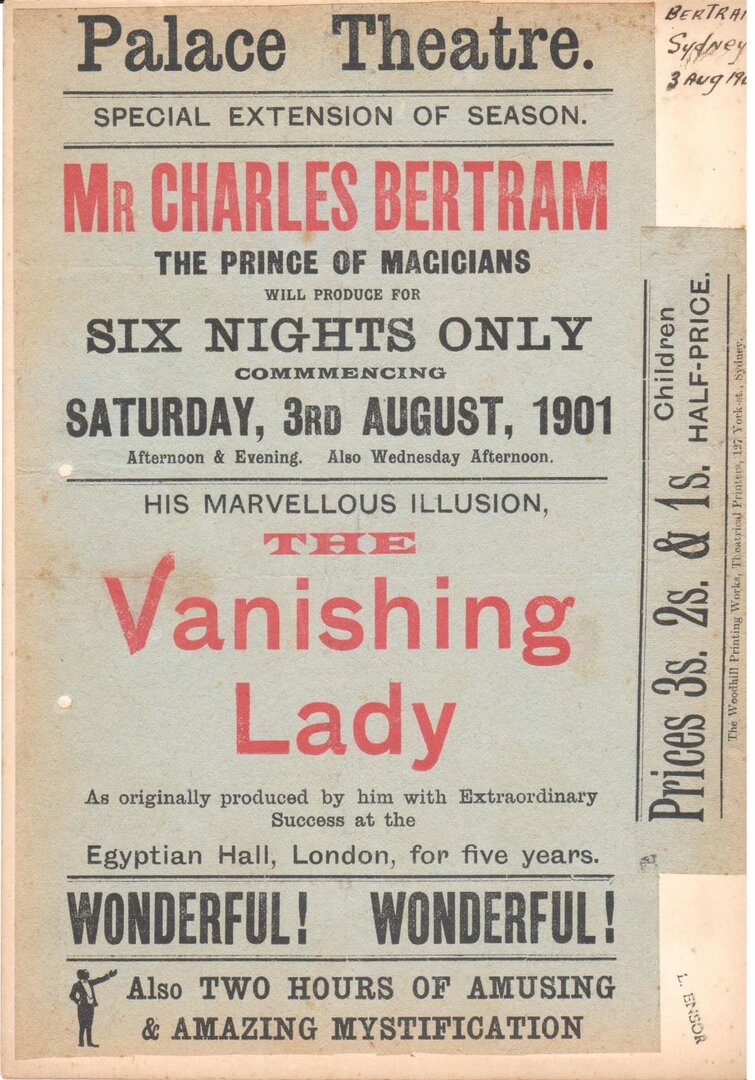 Palace Theatre.
SPECIAL EXTENSION OF SEASON.
MR CHARLES BERTRAM
THE PRINCE OF MAGICIANS
WILL PRODUCE FOR
SIX NIGHTS ONLY
COMMMENCING
SATURDAY, 3RD AUGUST, 1901
Afternoon & Evening. Also Wednesday Afternoon.
HIS MARVELLOUS ILLUSION,
THE
Vanishing
Lady
As originally produced by him with Extraordinary
Success at the
Egyptian Hall, London, for five years.
WONDERFUL! WONDERFUL!
Also TWO HOURS OF AMUSING
& AMAZING MYSTIFICATION
BERTRA
Sydney
3 Aug 190
Children
Prices 3s. 2s. & 1s. HALF-PRICE.
The Woodhill Printing Works, Theatrical Printers, 127 York-st., Sydney.